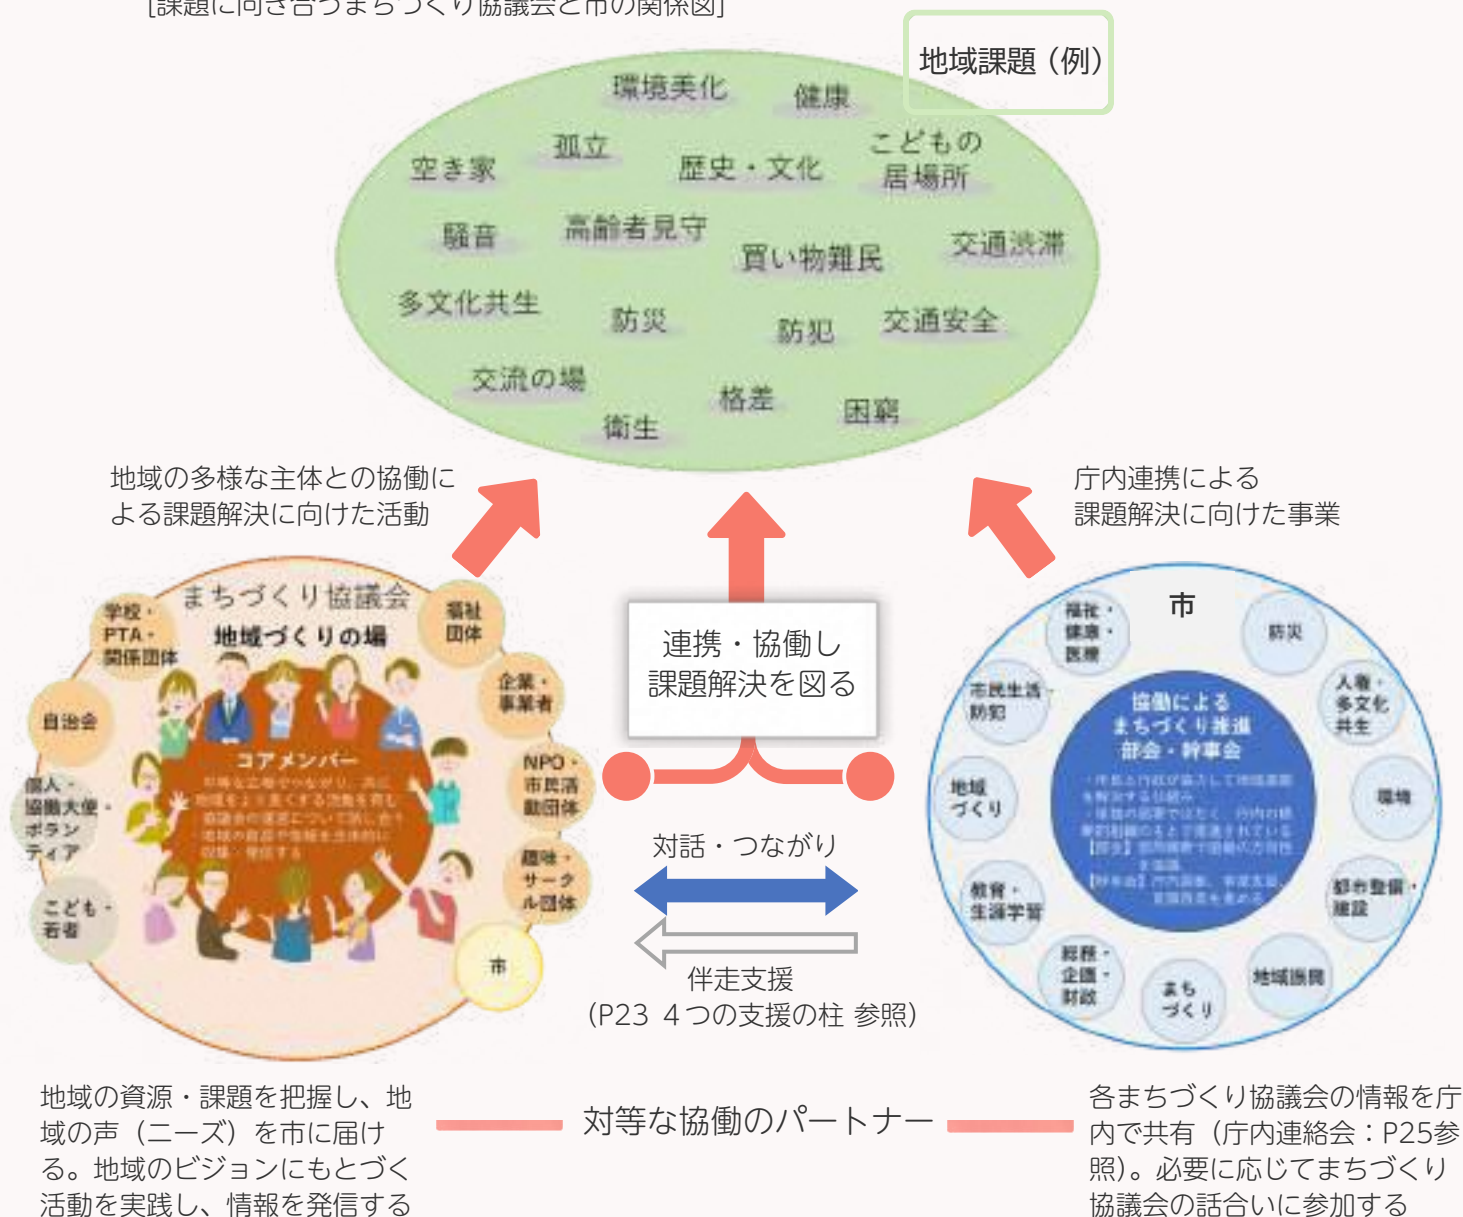 [課題に向き合うまちづくり協議会と市の関係図]
地域課題（例）
環境美化
健康
孤立
空き家
歴史・文化
こどもの
居場所
騒音
高齢者見守
買い物難民
交通渋滞
多文化共生
防災
防犯
交通安全
交流の場
格差
困窮
衛生
地域の多様な主体との協働に
よる課題解決に向けた活動
庁内連携による
課題解決に向けた事業
まちづくり協議会
地域づくりの場
学校・
PTA・
関係団体
福祉
団体
自治会
企業・
事業者
個人・
協働大使・
ボラン
ティア
NPO・
市民活
動団体
こども・
若者
趣味・
サーク
ル団体
市
コアメンバー
連携・協働し
課題解決を図る
対話・つながり
伴走支援
（P23 ４つの支援の柱 参照）
市
福祉・
健康・
医療
防災
市民生活・
防犯
人権・
多文化
共生
地域
づくり
環境
教育・
生涯学習
都市整備・
建設
総務・
企画・
財政
まち
づくり
地域振興
協働による
まちづくり推進
部会・幹事会
地域の資源・課題を把握し、地
域の声（ニーズ）を市に届け
る。地域のビジョンにもとづく
活動を実践し、情報を発信する
対等な協働のパートナー
各まちづくり協議会の情報を庁
内で共有（庁内連絡会：P25参
照）。必要に応じてまちづくり
協議会の話合いに参加する